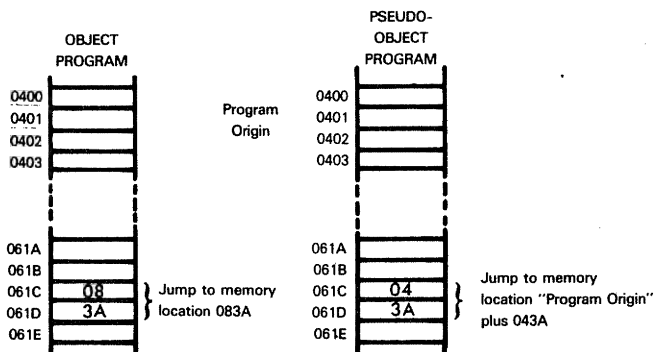 OBJECT
PROGRAM
0400
0401
0402
0403
061A
061B
061C 08
061D 3A
061E
Jump to memory
location 083A
Program
Origin
PSEUDO-
OBJECT
PROGRAM
0400
0401
0402
0403
061A
061B
061C 04
061D 3A
061E
Jump to memory
location "Program Origin"
plus 043A